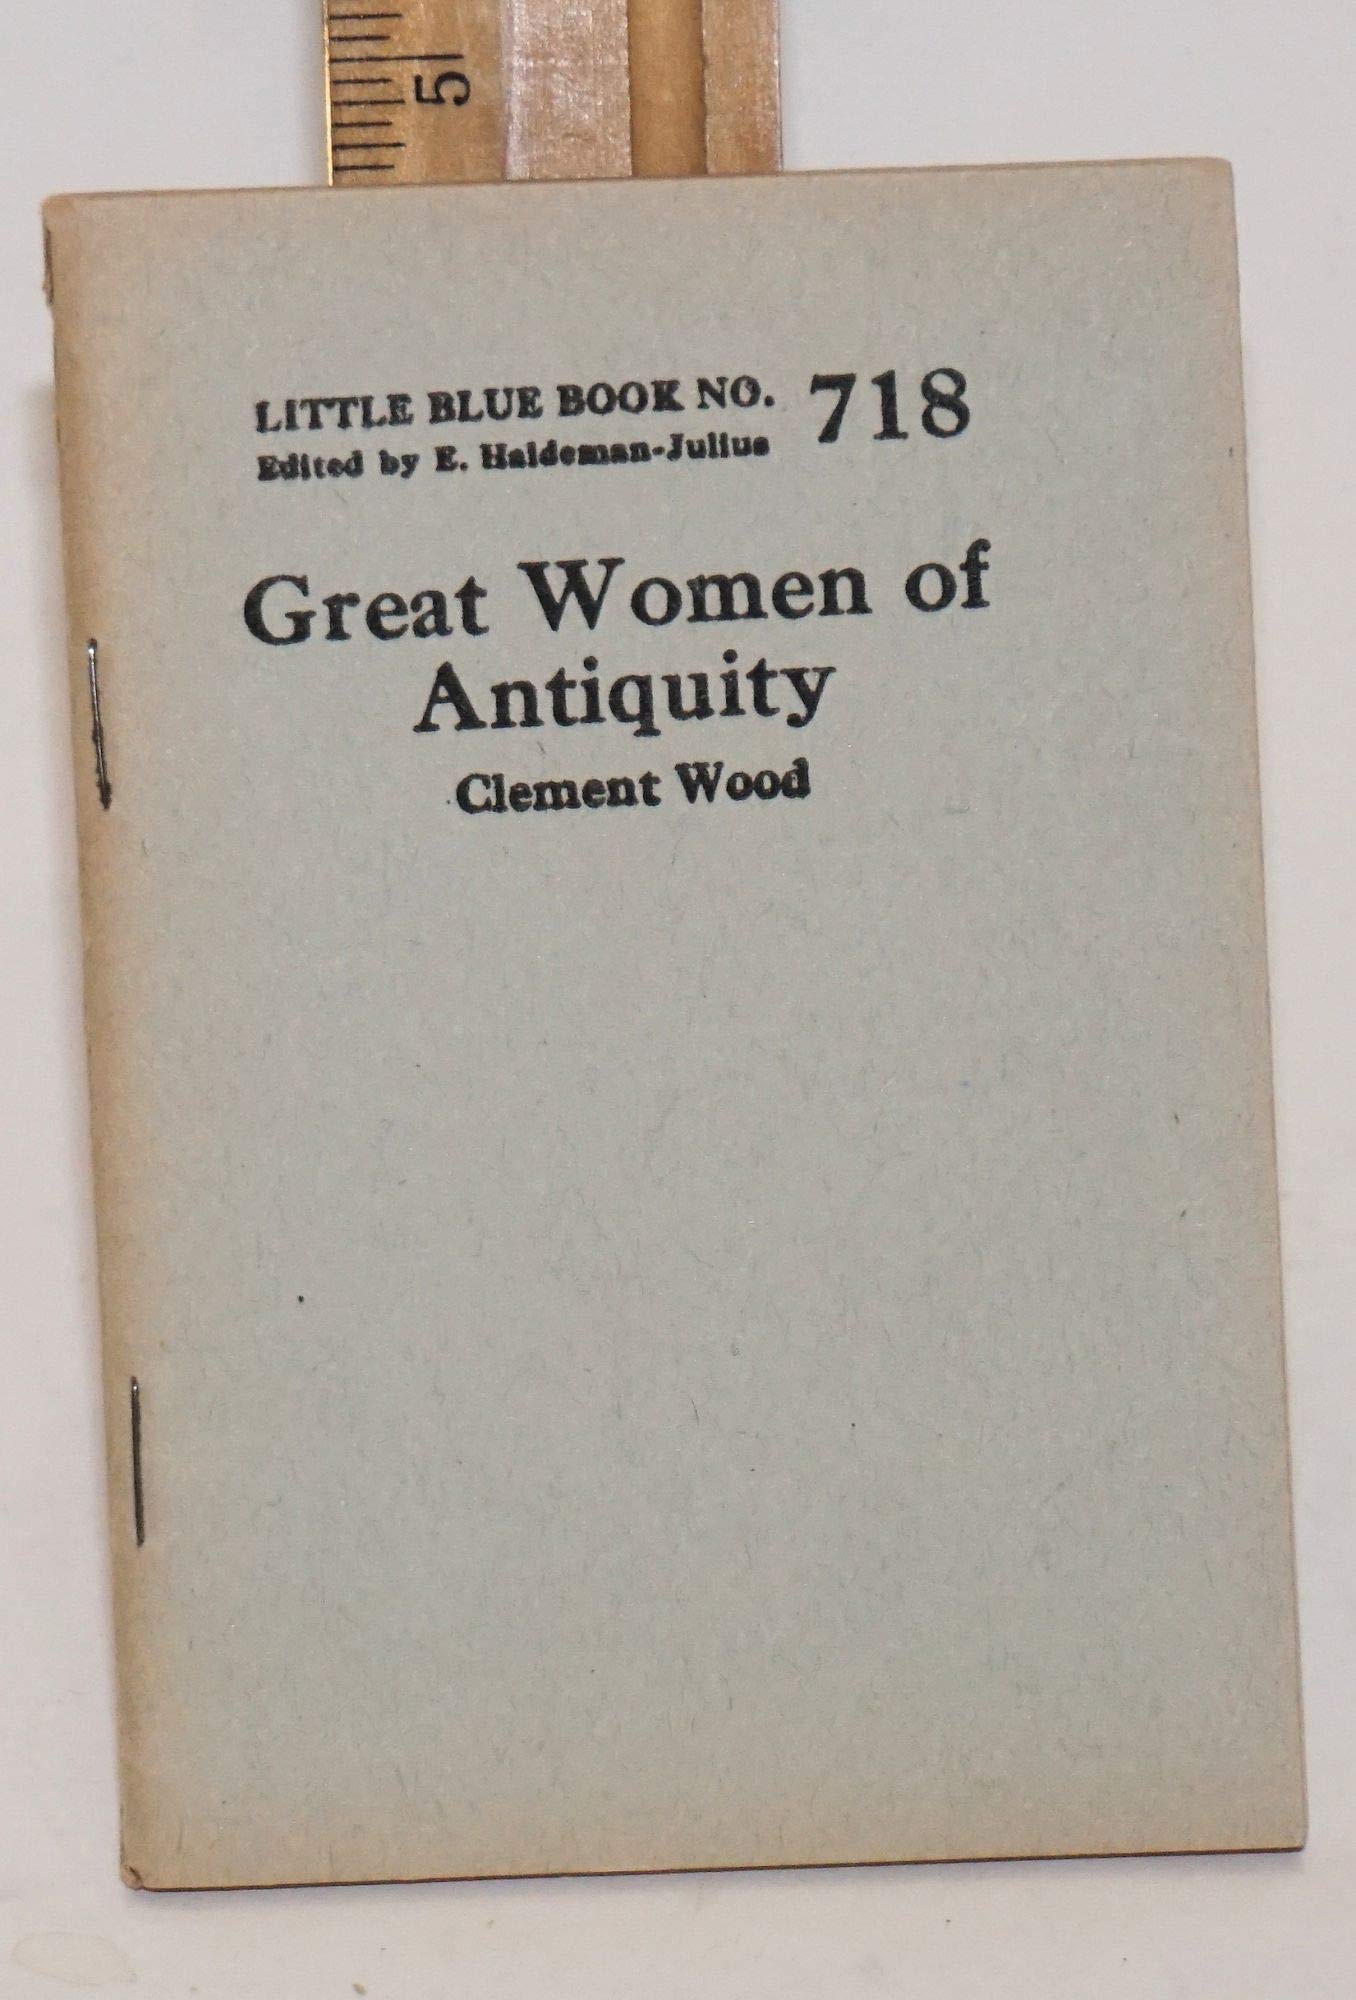 5
LITTLE BLUE BOOK NO. 718
Edited by E. Haldeman-Julius
Great Women of
Antiquity
Clement Wood